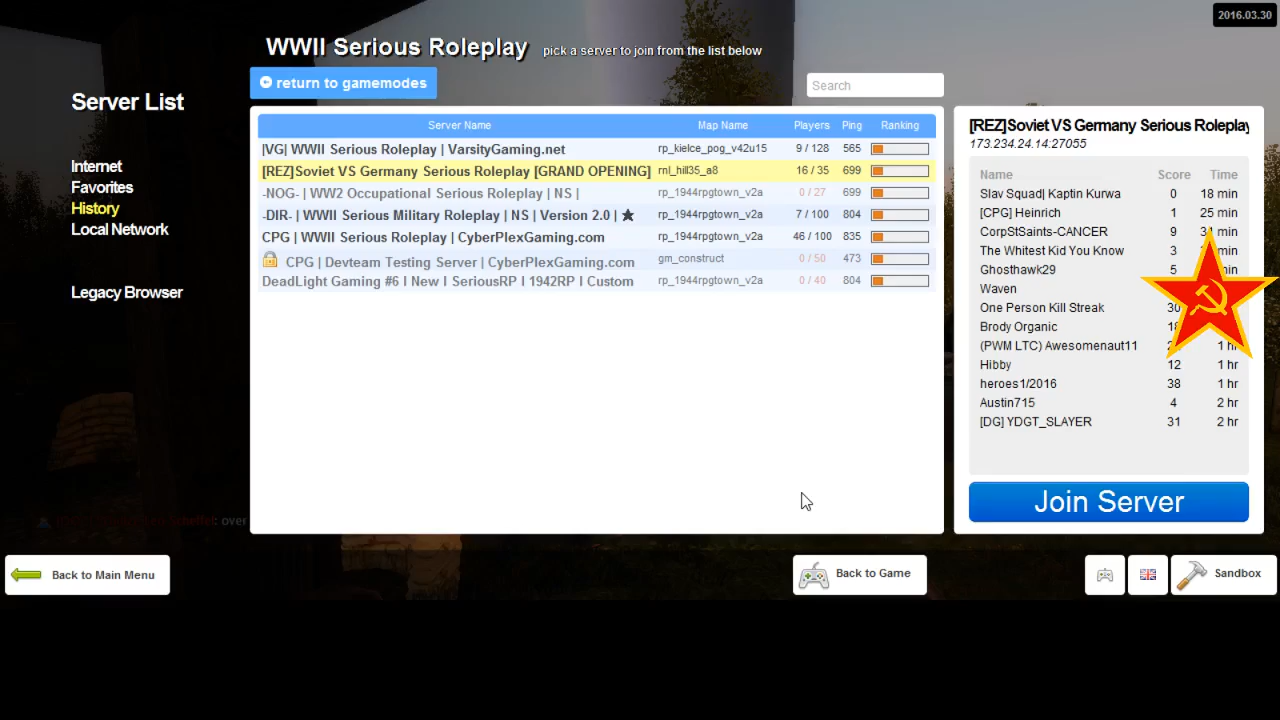 2016.03.30
WWII Serious Roleplay pick a server to join from the list below
return to gamemodes
Search
Server List
Internet
Favorites
History
Local Network
Legacy Browser
Server Name Map Name Players Ping Ranking
|VG| WWII Serious Roleplay | VarsityGaming.net rp_kielce_pog_v42u15 9 / 128 565
[REZ]Soviet VS Germany Serious Roleplay [GRAND OPENING] rnl_hill35_a8 16 / 35 699
-NOG- | WW2 Occupational Serious Roleplay | NS | rp_1944rpgtown_v2a 0 / 27 699
-DIR- | WWII Serious Military Roleplay | NS | Version 2.0 | ★ rp_1944rpgtown_v2a 7 / 100 804
CPG | WWII Serious Roleplay | CyberPlexGaming.com rp_1944rpgtown_v2a 46 / 100 835
CPG | Devteam Testing Server | CyberPlexGaming.com gm_construct 0 / 50 473
DeadLight Gaming #6 I New I SeriousRP I 1942RP I Custom rp_1944rpgtown_v2a 0 / 40 804
[REZ]Soviet VS Germany Serious Roleplay
173.234.24.14:27055
Name Score Time
Slav Squad| Kaptin Kurwa 0 18 min
[CPG] Heinrich 1 25 min
CorpStSaints-CANCER 9 min
The Whitest Kid You Know 3
Ghosthawk29 5 min
Waven
One Person Kill Streak
Brody Organic
(PWM LTC) Awesomenaut11 1 hr
Hibby 12 1 hr
heroes1/2016 38 1 hr
Austin715 4 2 hr
[DG] YDGT_SLAYER 31 2 hr
Join Server
: over
Back to Main Menu
Back to Game
Sandbox